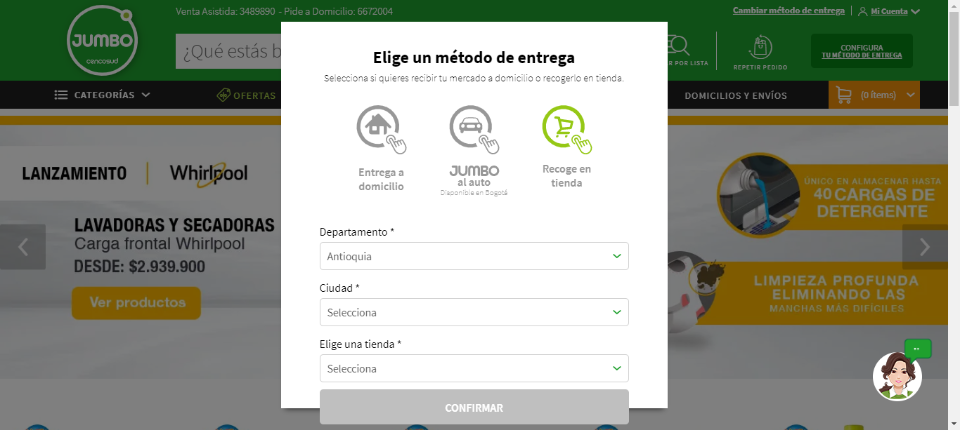 Venta Asistida: 3489890 - Pide a Domicilio: 6672004
Cambiar método de entrega
Mi Cuenta
JUMBO
cencosud
¿Qué estás b
R POR LISTA
REPETIR PEDIDO
CONFIGURA
TU MÉTODO DE ENTREGA
CATEGORÍAS
OFERTAS
DOMICILIOS Y ENVÍOS
(0 ítems)
Elige un método de entrega
Selecciona si quieres recibir tu mercado a domicilio o recogerlo en tienda.
Entrega a
domicilio
JUMBO
al auto
Disponible en Bogotá
Recoge en
tienda
Departamento *
Antioquia
Ciudad *
Selecciona
Elige una tienda *
Selecciona
CONFIRMAR
LANZAMIENTO
Whirlpool
LAVADORAS Y SECADORAS
Carga frontal Whirlpool
DESDE: $2.939.900
Ver productos
ÚNICO EN ALMACENAR HASTA
40 CARGAS DE
DETERGENTE
LIMPIEZA PROFUNDA
ELIMINANDO LAS
MANCHAS MÁS DIFÍCILES